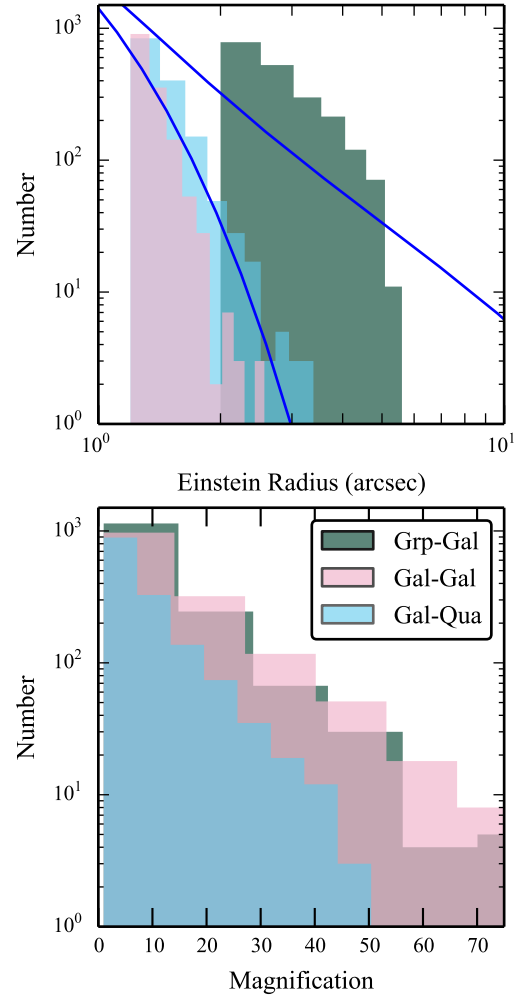 10³
10²
10¹
10⁰
Number
10⁰
10¹
Einstein Radius (arcsec)
10³
10²
10¹
10⁰
Number
Grp-Gal
Gal-Gal
Gal-Qua
0 10 20 30 40 50 60 70
Magnification